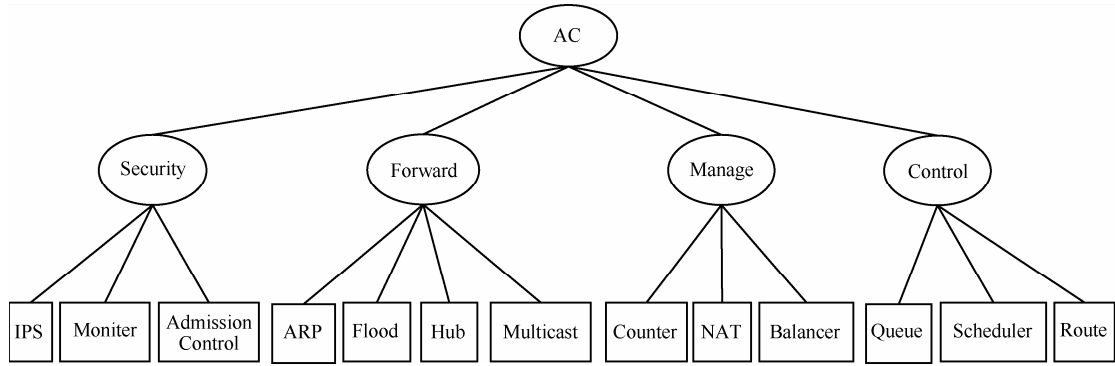 AC
Security
Forward
Manage
Control
IPS
Moniter
Admission
Control
ARP
Flood
Hub
Multicast
Counter
NAT
Balancer
Queue
Scheduler
Route